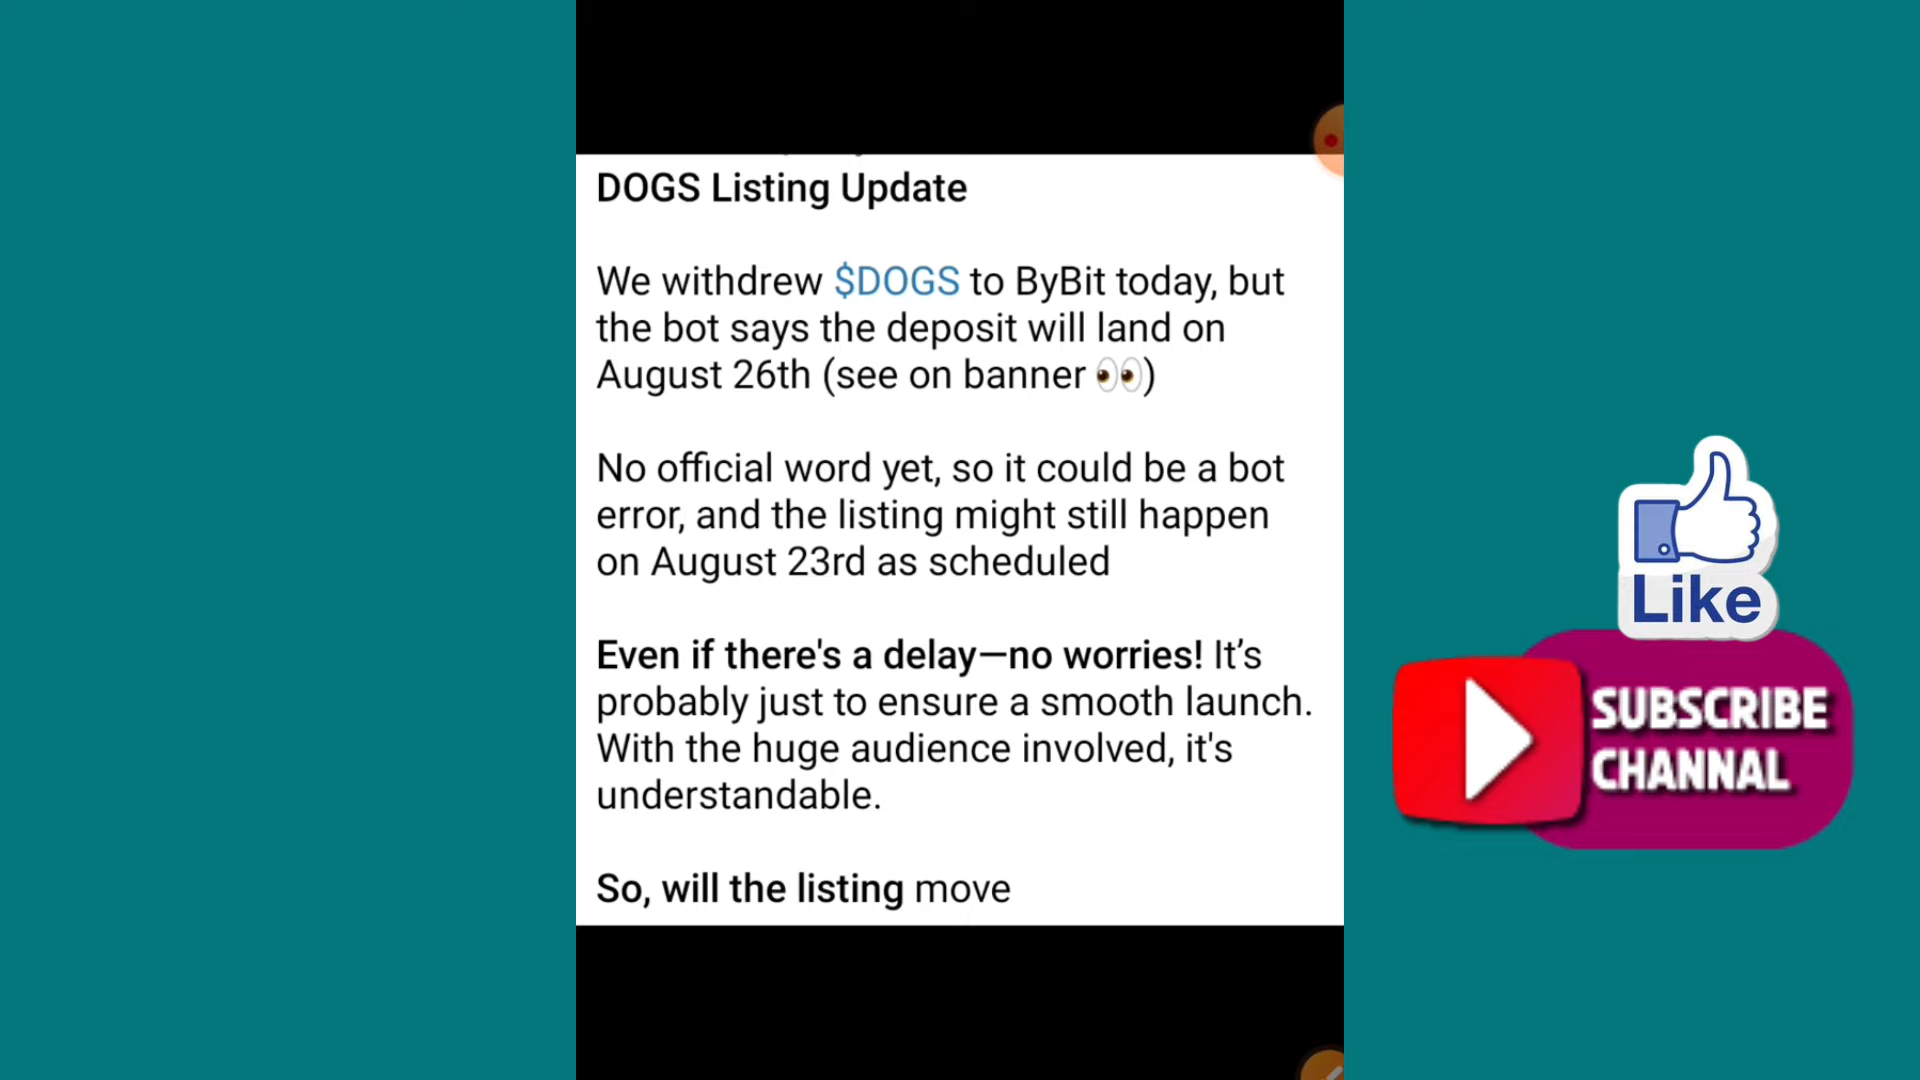 DOGS Listing Update
We withdrew $DOGS to ByBit today, but
the bot says the deposit will land on
August 26th (see on banner 👀)
No official word yet, so it could be a bot
error, and the listing might still happen
on August 23rd as scheduled
Even if there's a delay—no worries! It’s
probably just to ensure a smooth launch.
With the huge audience involved, it's
understandable.
So, will the listing move
Like
SUBSCRIBE
CHANNAL